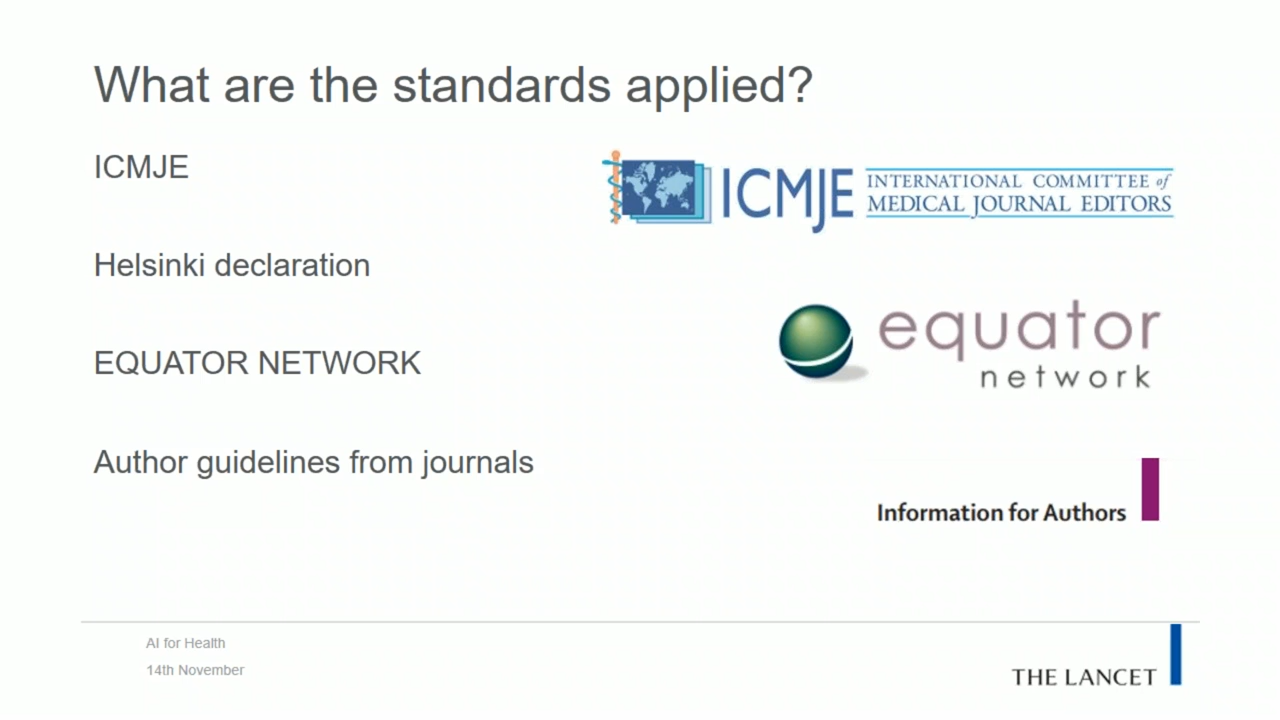 What are the standards applied?
ICMJE
ICMJE INTERNATIONAL COMMITTEE of
MEDICAL JOURNAL EDITORS
Helsinki declaration
equator
network
EQUATOR NETWORK
Author guidelines from journals
Information for Authors
AI for Health
14th November
THE LANCET